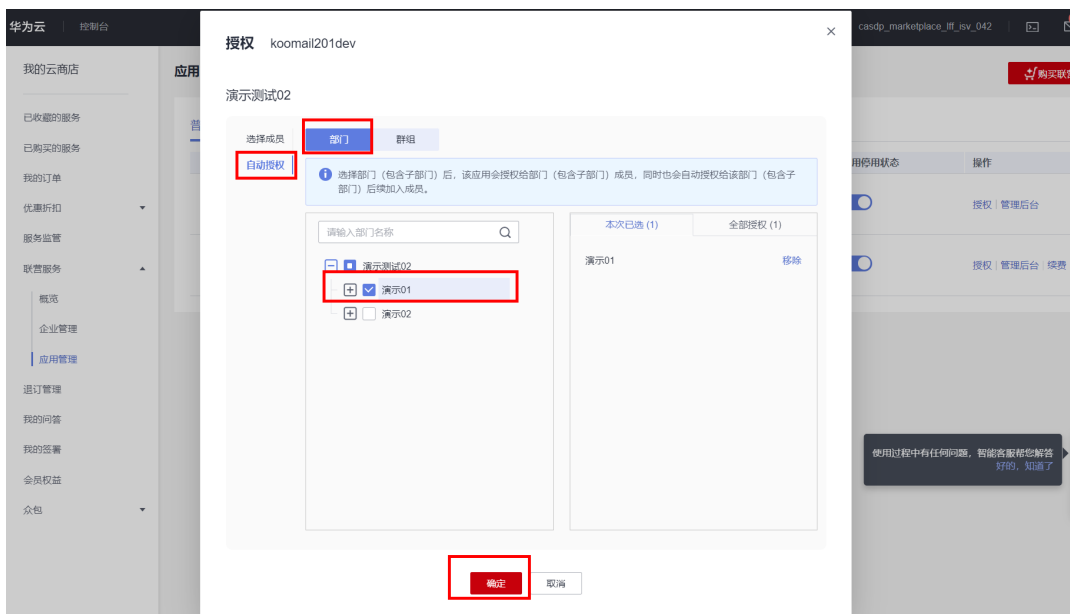 华为云 控制台 casdp_marketplace_lff_isv_042
授权 koomail201dev
我的云商店
应用
购买联营
演示测试02
已收藏的服务
已购买的服务
我的订单
优惠折扣
服务监管
联营服务
概览
企业管理
应用管理
退订管理
我的问答
我的签署
会员权益
众包
普
选择成员
自动授权
部门 群组
选择部门（包含子部门）后，该应用会授权给部门（包含子部门）成员，同时也会自动授权给该部门（包含子
部门）后续加入成员。
请输入部门名称
演示测试02
演示01
演示02
本次已选 (1) 全部授权 (1)
演示01 移除
确定 取消
用停用状态 操作
授权 管理后台
授权 管理后台 续费
使用过程中有任何问题，智能客服帮您解答
好的，知道了